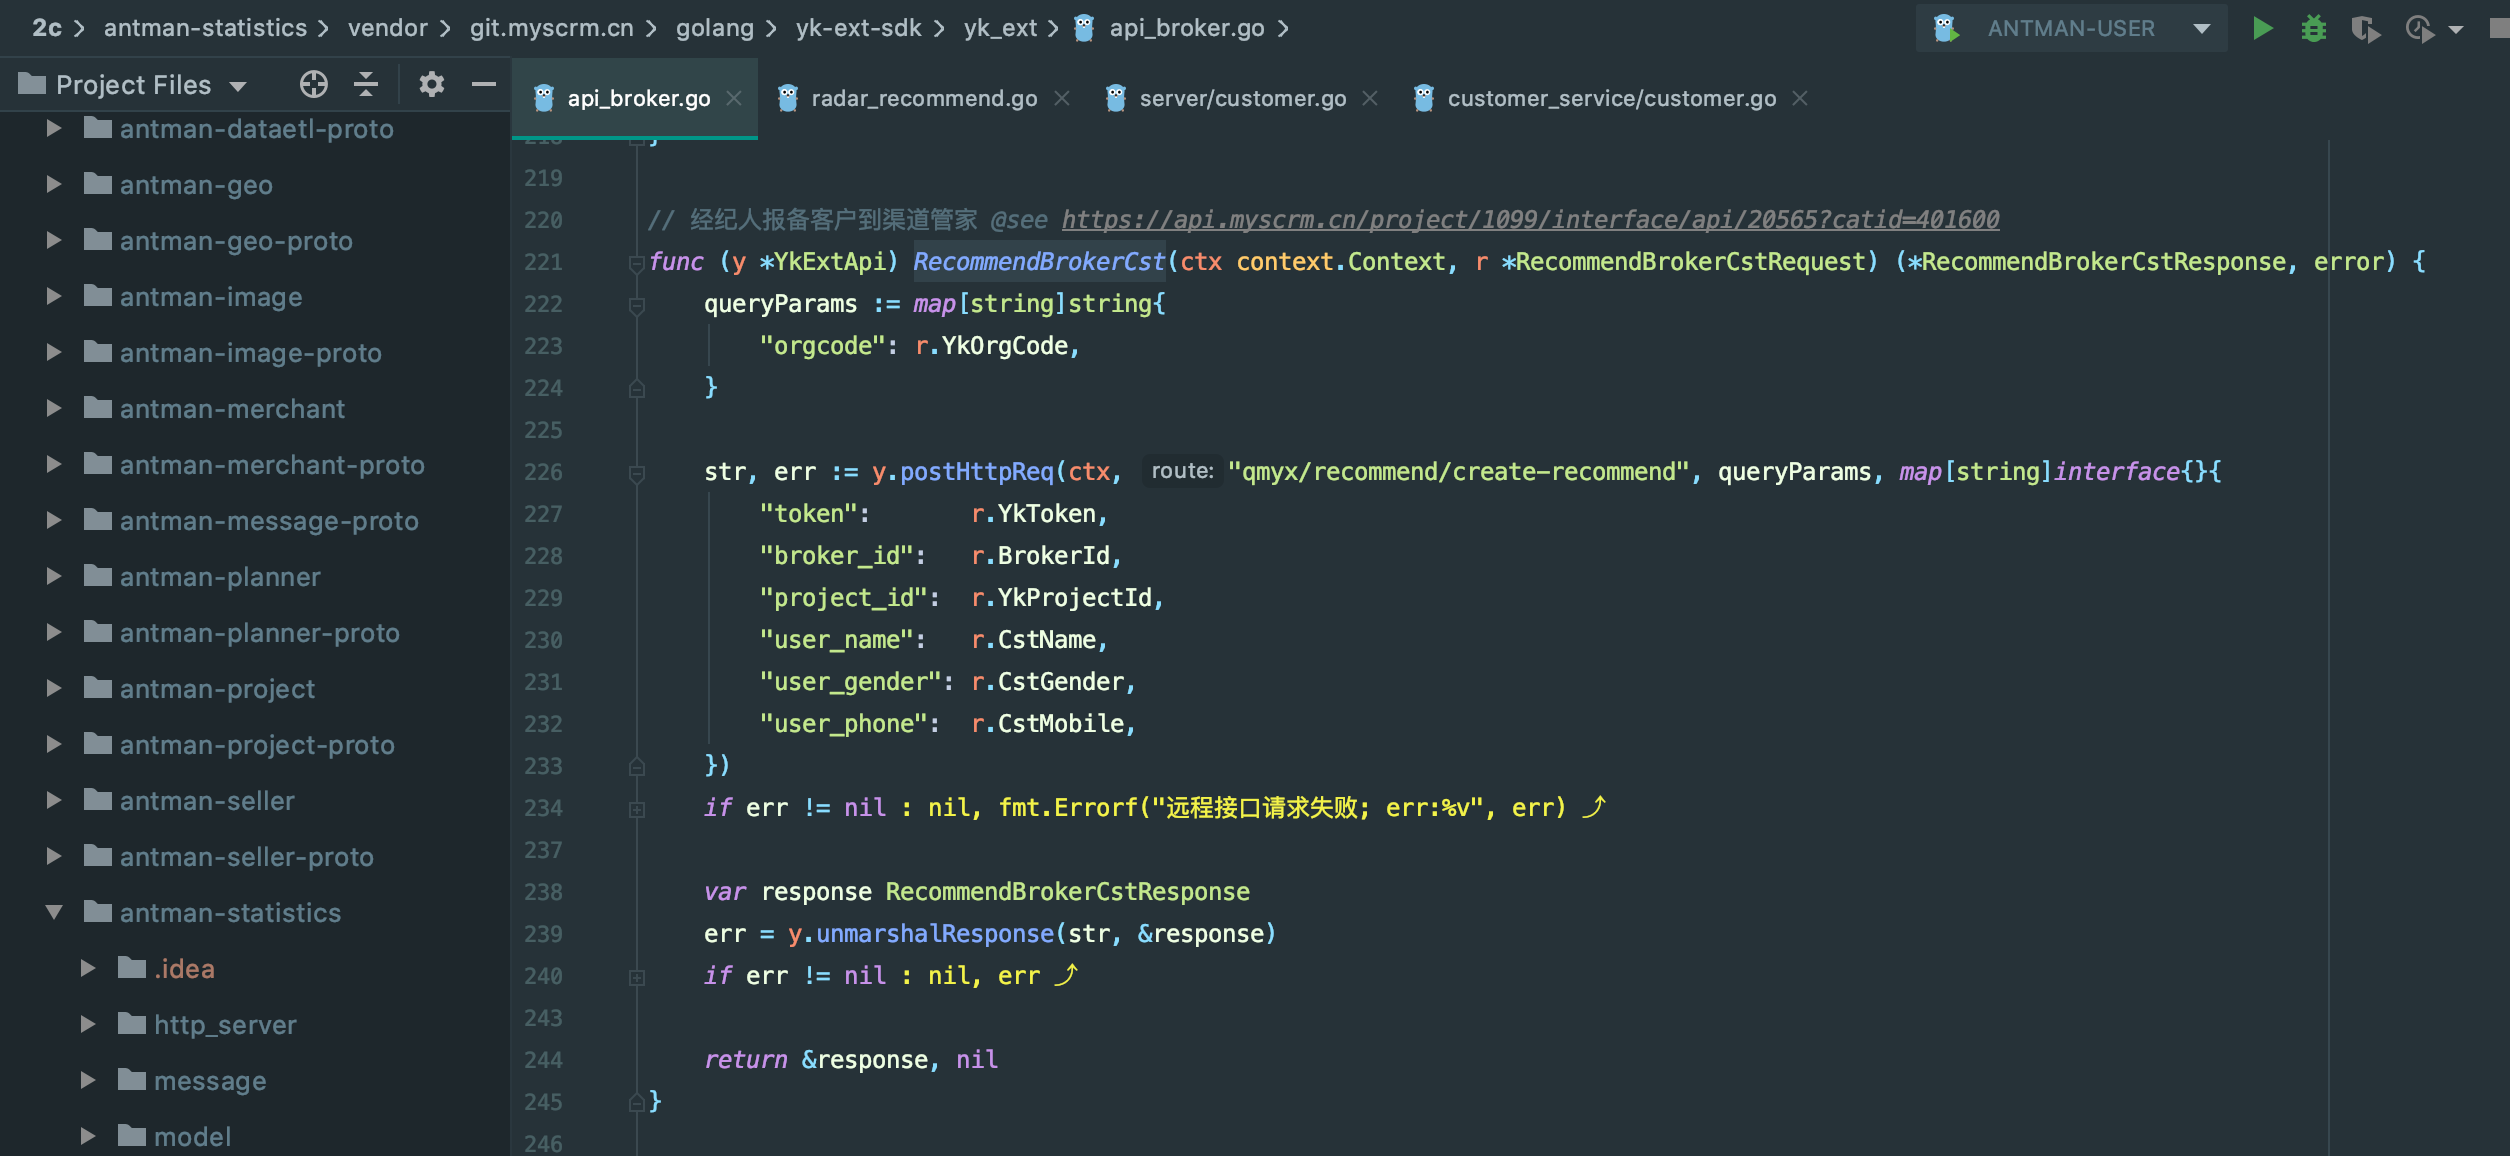 2c > antman-statistics > vendor > git.myscrm.cn > golang > yk-ext-sdk > yk_ext > api_broker.go >
ANTMAN-USER
Project Files
api_broker.go
radar_recommend.go
server/customer.go
customer_service/customer.go
antman-dataetl-proto
antman-geo
antman-geo-proto
antman-image
antman-image-proto
antman-merchant
antman-merchant-proto
antman-message-proto
antman-planner
antman-planner-proto
antman-project
antman-project-proto
antman-seller
antman-seller-proto
antman-statistics
.idea
http_server
message
model
218 }
219
220 // 经纪人报备客户到渠道管家 @see https://api.myscrm.cn/project/1099/interface/api/20565?catid=401600
221 func (y *YkExtApi) RecommendBrokerCst(ctx context.Context, r *RecommendBrokerCstRequest) (*RecommendBrokerCstResponse, error) {
222 queryParams := map[string]string{
223 "orgcode": r.YkOrgCode,
224 }
225
226 str, err := y.postHttpReq(ctx, route: "qmyx/recommend/create-recommend", queryParams, map[string]interface{}{
227 "token": r.YkToken,
228 "broker_id": r.BrokerId,
229 "project_id": r.YkProjectId,
230 "user_name": r.CstName,
231 "user_gender": r.CstGender,
232 "user_phone": r.CstMobile,
233 })
234 if err != nil : nil, fmt.Errorf("远程接口请求失败; err:%v", err) ⤴
237
238 var response RecommendBrokerCstResponse
239 err = y.unmarshalResponse(str, &response)
240 if err != nil : nil, err ⤴
243
244 return &response, nil
245 }
246